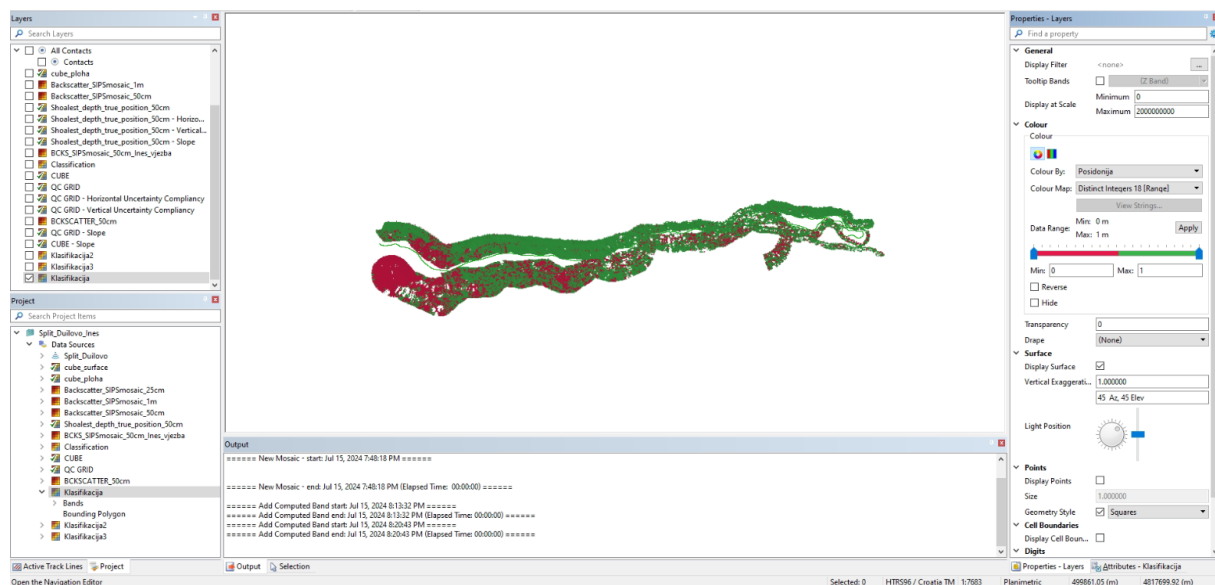 Layers
Search Layers
All Contacts
Contacts
cube_ploha
Backscatter_SIPSmosaic_1m
Backscatter_SIPSmosaic_50cm
Shoalest_depth_true_position_50cm
Shoalest_depth_true_position_50cm - Horizo...
Shoalest_depth_true_position_50cm - Vertical...
Shoalest_depth_true_position_50cm - Slope
BCKS_SIPSmosaic_50cm_Ines_vjezba
Classification
CUBE
QC GRID
QC GRID - Horizontal Uncertainty Compliancy
QC GRID - Vertical Uncertainty Compliancy
BCKSCATTER_50cm
QC GRID - Slope
CUBE - Slope
Klasifikacija2
Klasifikacija3
Klasifikacija
Project
Search Project Items
Split_Duilovo_Ines
Data Sources
Split_Duilovo
cube_surface
cube_ploha
Backscatter_SIPSmosaic_25cm
Backscatter_SIPSmosaic_1m
Backscatter_SIPSmosaic_50cm
Shoalest_depth_true_position_50cm
BCKS_SIPSmosaic_50cm_Ines_vjezba
Classification
CUBE
QC GRID
BCKSCATTER_50cm
Klasifikacija
Bands
Bounding Polygon
Klasifikacija2
Klasifikacija3
Active Track Lines Project
Open the Navigation Editor
Output
====== New Mosaic - start: Jul 15, 2024 7:48:18 PM ======
====== New Mosaic - end: Jul 15, 2024 7:48:18 PM (Elapsed Time: 00:00:00) ======
====== Add Computed Band start: Jul 15, 2024 8:13:32 PM ======
====== Add Computed Band end: Jul 15, 2024 8:13:32 PM (Elapsed Time: 00:00:00) ======
====== Add Computed Band start: Jul 15, 2024 8:20:43 PM ======
====== Add Computed Band end: Jul 15, 2024 8:20:43 PM (Elapsed Time: 00:00:00) ======
Output Selection
Properties - Layers
Find a property
General
Display Filter <none> ...
Tooltip Bands (Z Band)
Minimum 0
Display at Scale
Maximum 2000000000
Colour
Colour
Colour By: Posidonija
Colour Map: Distinct Integers 18 [Range]
View Strings...
Min: 0 m
Data Range: Apply
Max: 1 m
Min: 0 Max: 1
Reverse
Hide
Transparency 0
Drape (None)
Surface
Display Surface
Vertical Exaggerati... 1.000000
45 Az, 45 Elev
Light Position
Points
Display Points
Size 1.000000
Geometry Style Squares
Cell Boundaries
Display Cell Boun...
Digits
Properties - Layers Attributes - Klasifikacija
Selected: 0 HTRS96 / Croatia TM 1:7683 Planimetric 499861.05 (m) 4817699.92 (m)